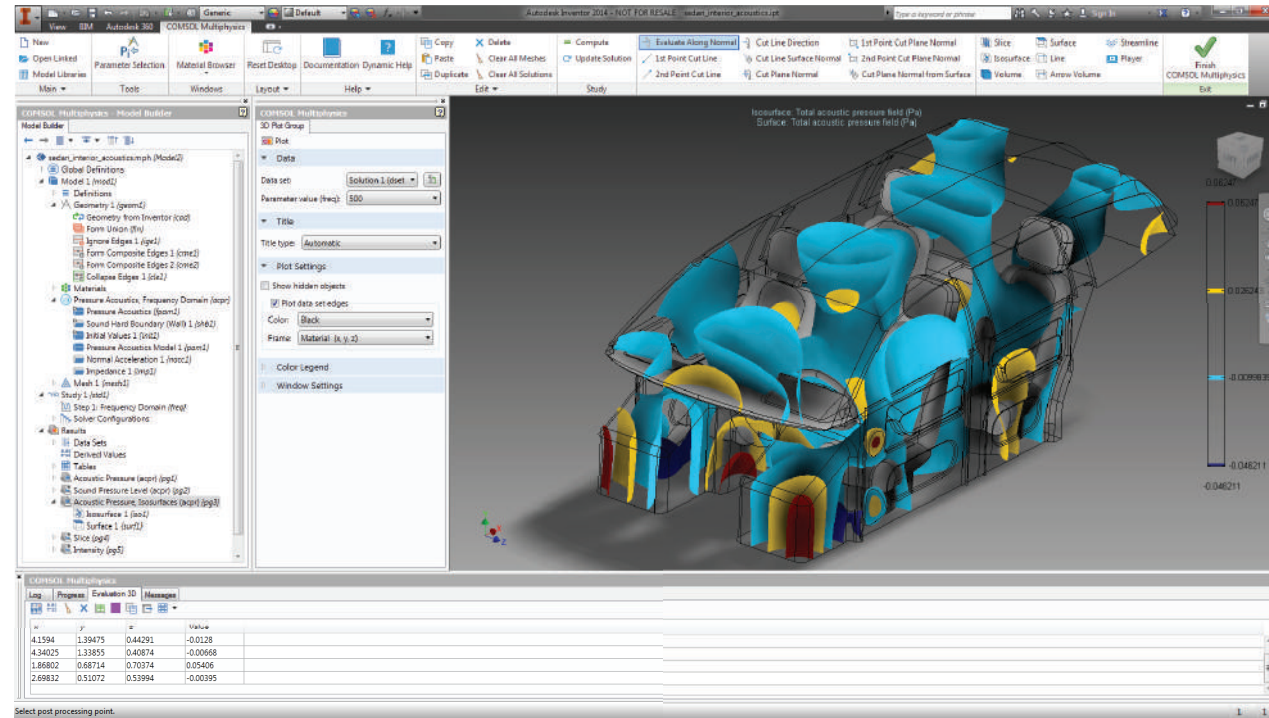 Generic
Default
Autodesk Inventor 2014 - NOT FOR RESALE sedan_interior_acoustics.ipt
Type a keyword or phrase
Sign In
View BIM Autodesk 360 COMSOL Multiphysics
New
Open Linked
Model Libraries
Parameter Selection
Material Browser
Reset Desktop
Documentation
Dynamic Help
Copy
Paste
Duplicate
Delete
Clear All Meshes
Clear All Solutions
Compute
Update Solution
Evaluate Along Normal
1st Point Cut Line
2nd Point Cut Line
Cut Line Direction
Cut Line Surface Normal
Cut Plane Normal
1st Point Cut Plane Normal
2nd Point Cut Plane Normal
Cut Plane Normal from Surface
Slice
Isosurface
Volume
Surface
Line
Arrow Volume
Streamline
Player
Finish
COMSOL Multiphysics
Main Tools Windows Layout Help Edit Study Exit
COMSOL Multiphysics - Model Builder
Model Builder
sedan_interior_acoustics.mph (Model2)
Global Definitions
Model 1 (mod1)
Definitions
Geometry 1 (geom1)
Geometry from Inventor (cad)
Form Union (fin)
Ignore Edges 1 (ige1)
Form Composite Edges 1 (cme1)
Form Composite Edges 2 (cme2)
Collapse Edges 1 (cle1)
Materials
Pressure Acoustics, Frequency Domain (acpr)
Pressure Acoustics (fpam1)
Sound Hard Boundary (Wall) 1 (shb1)
Initial Values 1 (init1)
Pressure Acoustics Model 1 (pam1)
Normal Acceleration 1 (nacc1)
Impedance 1 (imp1)
Mesh 1 (mesh1)
Study 1 (std1)
Step 1: Frequency Domain (freq)
Solver Configurations
Results
Data Sets
Derived Values
Tables
Acoustic Pressure (acpr) (pg1)
Sound Pressure Level (acpr) (pg2)
Acoustic Pressure, Isosurfaces (acpr) (pg3)
Isosurface 1 (iso1)
Surface 1 (surf1)
Slice (pg4)
Intensity (pg5)
COMSOL Multiphysics
3D Plot Group
Plot
Data
Data set: Solution 1 (dset
Parameter value (freq): 500
Title
Title type: Automatic
Plot Settings
Show hidden objects
Plot data set edges
Color: Black
Frame: Material (x, y, z)
Color Legend
Window Settings
Isosurface: Total acoustic pressure field (Pa)
Surface: Total acoustic pressure field (Pa)
0.06247
0.06247
-0.046211
-0.046211
z
COMSOL Multiphysics
Log Progress Evaluation 3D Messages
x y z Value
4.1594 1.39475 0.44291 -0.0128
4.34025 1.33855 0.40874 -0.00668
1.86802 0.68714 0.70374 0.05406
2.69832 0.51072 0.53994 -0.00395
Select post processing point.
1 1